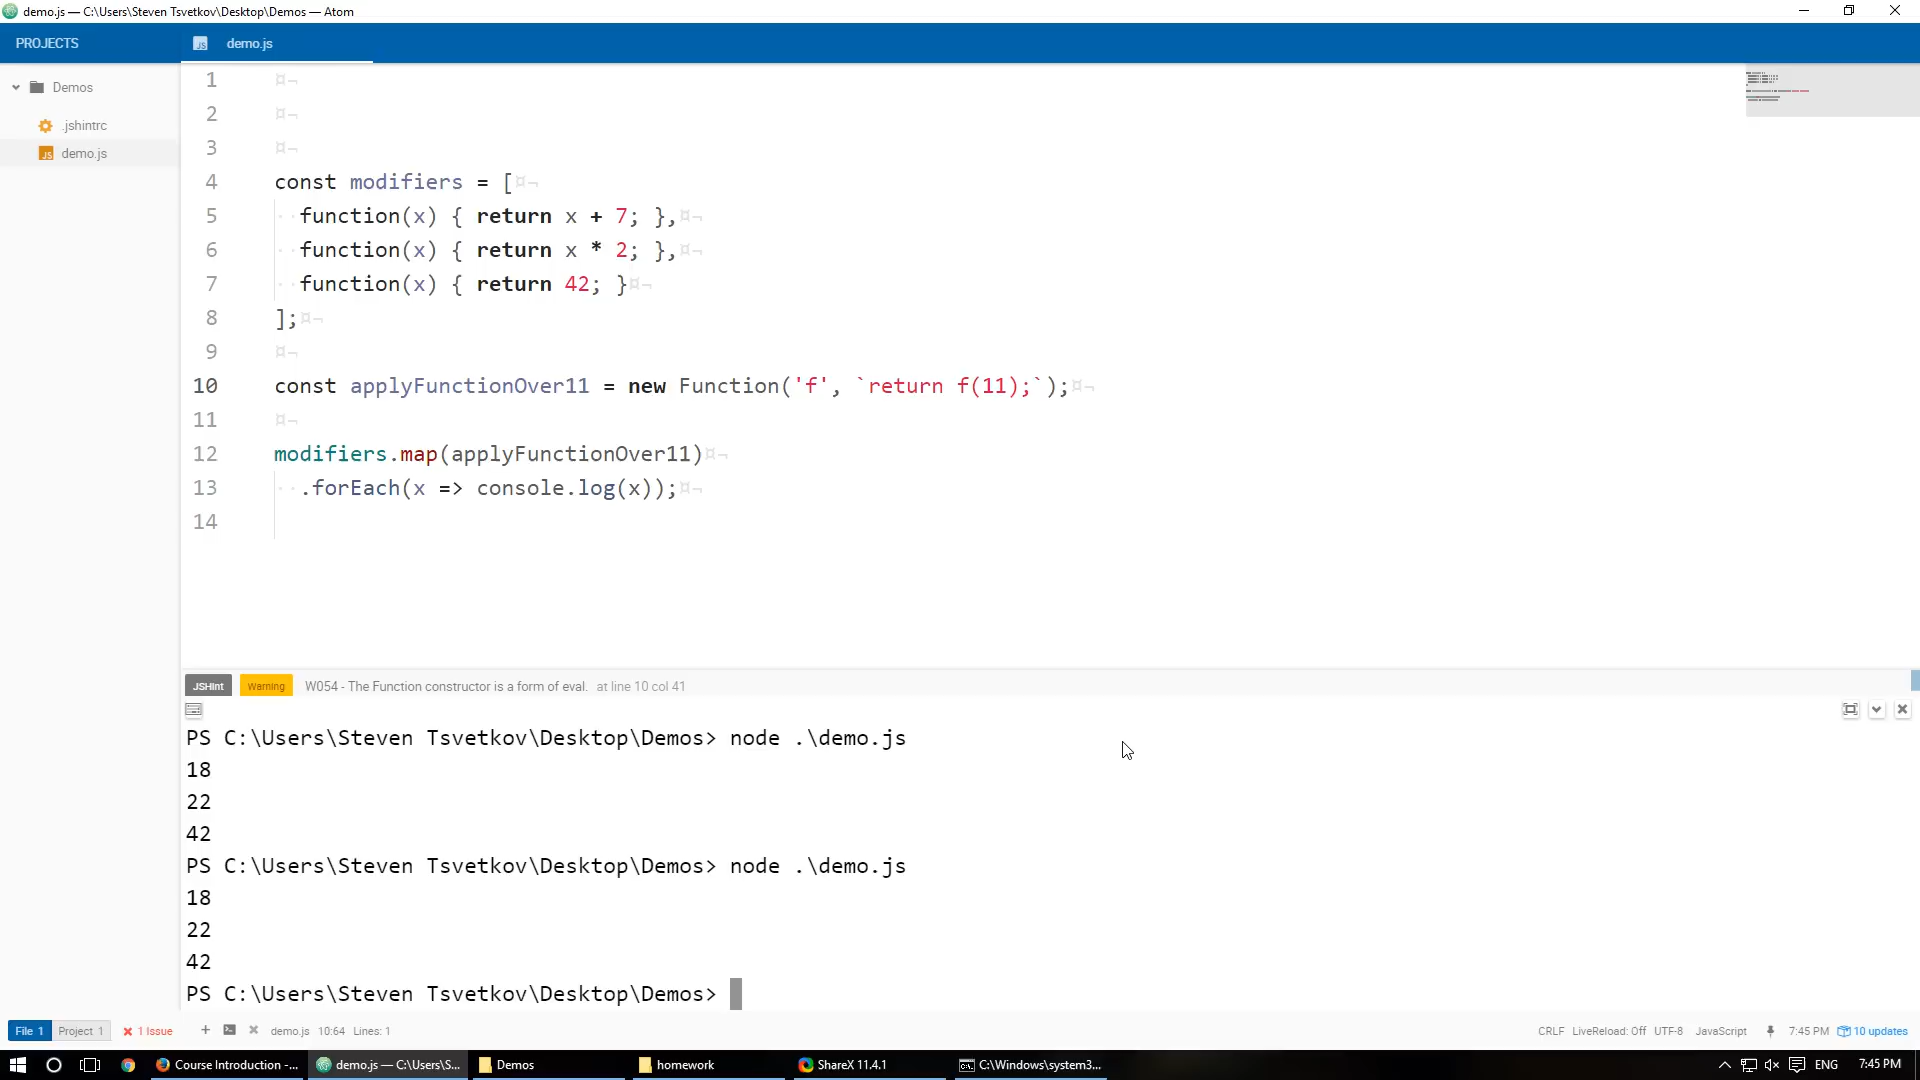 demo.js — C:\Users\Steven Tsvetkov\Desktop\Demos — Atom
PROJECTS
demo.js
Demos
.jshintrc
demo.js
1 ¤¬
2 ¤¬
3 ¤¬
4 const modifiers = [¤¬
5 ··function(x) { return x + 7; },¤¬
6 ··function(x) { return x * 2; },¤¬
7 ··function(x) { return 42; }¤¬
8 ];¤¬
9 ¤¬
10 const applyFunctionOver11 = new Function('f', `return f(11);`);¤¬
11 ¤¬
12 modifiers.map(applyFunctionOver11)¤¬
13 ··.forEach(x => console.log(x));¤¬
14
JSHint Warning W054 - The Function constructor is a form of eval. at line 10 col 41
PS C:\Users\Steven Tsvetkov\Desktop\Demos> node .\demo.js
18
22
42
PS C:\Users\Steven Tsvetkov\Desktop\Demos> node .\demo.js
18
22
42
PS C:\Users\Steven Tsvetkov\Desktop\Demos>
File 1 Project 1 1 Issue demo.js 10:64 Lines: 1 CRLF LiveReload: Off UTF-8 JavaScript 7:45 PM 10 updates
Course Introduction -... demo.js — C:\Users\S... Demos homework ShareX 11.4.1 C:\Windows\system3... ENG 7:45 PM